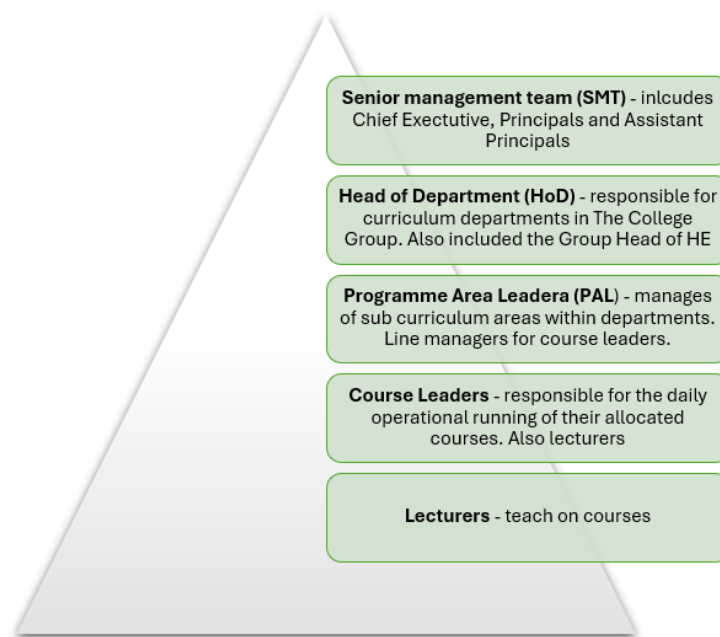 Senior management team (SMT) - inlcudes
Chief Exectutive, Principals and Assistant
Principals
Head of Department (HoD) - responsible for
curriculum departments in The College
Group. Also included the Group Head of HE
Programme Area Leadera (PAL) - manages
of sub curriculum areas within departments.
Line managers for course leaders.
Course Leaders - responsible for the daily
operational running of their allocated
courses. Also lecturers
Lecturers - teach on courses